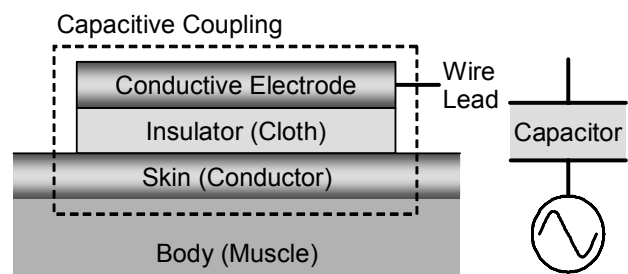 Capacitive Coupling
Conductive Electrode
Wire
Lead
Insulator (Cloth)
Capacitor
Skin (Conductor)
Body (Muscle)